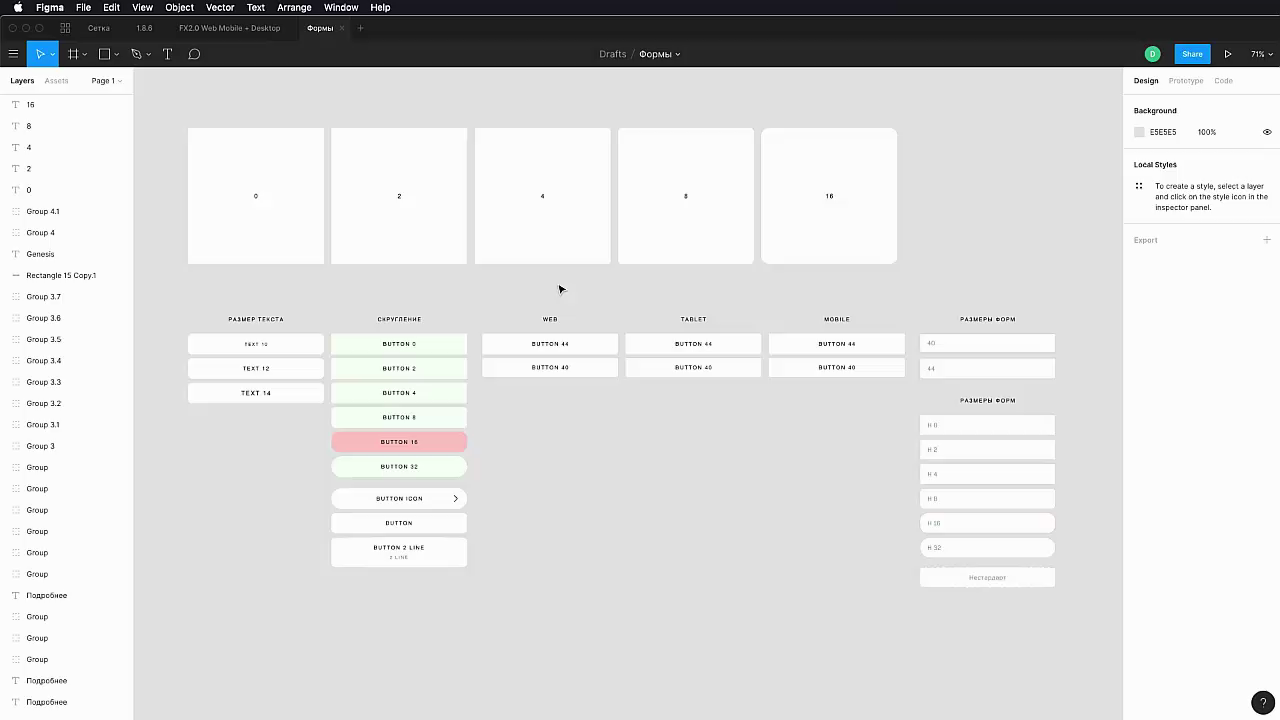 Figma File Edit View Object Vector Text Arrange Window Help
Сетка 1.8.6 FX2.0 Web Mobile + Desktop Формы
Drafts / Формы
D Share 71%
Layers Assets Page 1
16
8
4
2
0
Group 4.1
Group 4
Genesis
Rectangle 15 Copy.1
Group 3.7
Group 3.6
Group 3.5
Group 3.4
Group 3.3
Group 3.2
Group 3.1
Group 3
Group
Group
Group
Group
Group
Group
Подробнее
Group
Group
Group
Подробнее
Подробнее
0 2 4 8 16
РАЗМЕР ТЕКСТА
TEXT 10
TEXT 12
TEXT 14
СКРУГЛЕНИЕ
BUTTON 0
BUTTON 2
BUTTON 4
BUTTON 8
BUTTON 16
BUTTON 32
BUTTON ICON
BUTTON
BUTTON 2 LINE
2 LINE
WEB
BUTTON 44
BUTTON 40
TABLET
BUTTON 44
BUTTON 40
MOBILE
BUTTON 44
BUTTON 40
РАЗМЕРЫ ФОРМ
40
44
РАЗМЕРЫ ФОРМ
H 0
H 2
H 4
H 8
H 16
H 32
Нестардарт
Design Prototype Code
Background
E5E5E5 100%
Local Styles
To create a style, select a layer
and click on the style icon in the
inspector panel.
Export
?